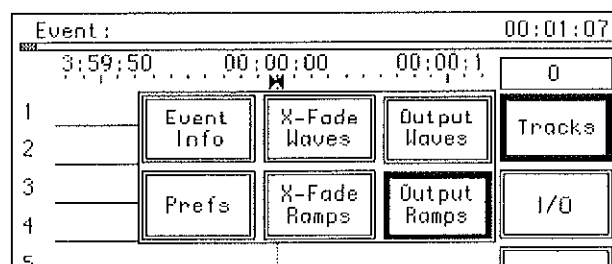 Event: 00:01:07
3:59:50 00:00:00 00:00:1
0
1
2
3
4
5
Event Info
X-Fade Waves
Output Waves
Tracks
Prefs
X-Fade Ramps
Output Ramps
I/O